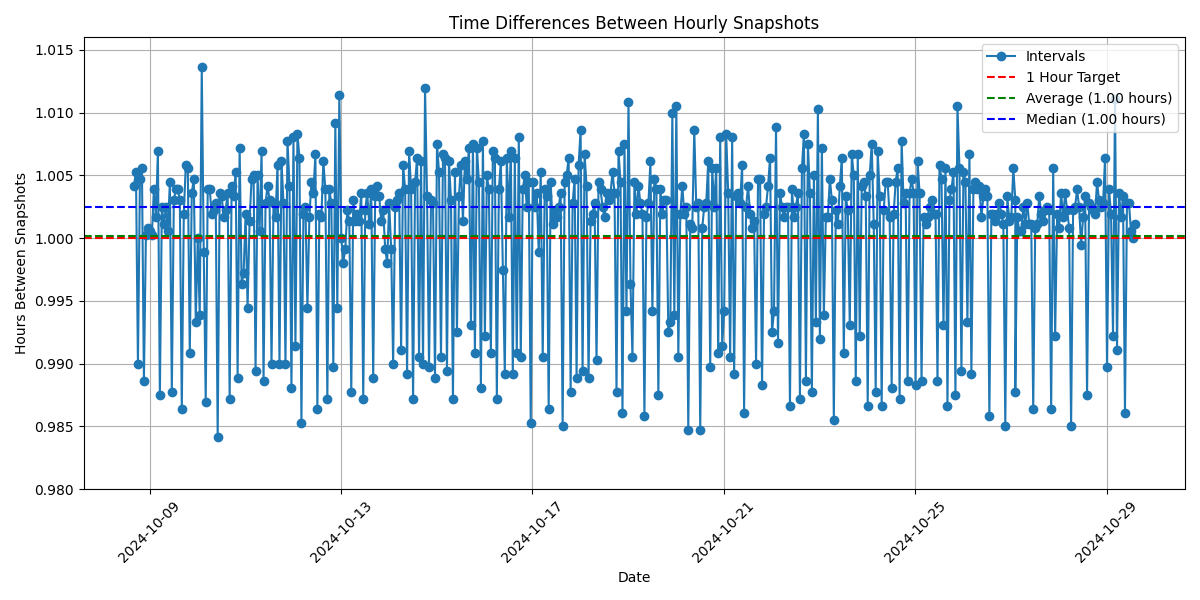 Time Differences Between Hourly Snapshots
Intervals
1 Hour Target
Average (1.00 hours)
Median (1.00 hours)
Hours Between Snapshots
1.015
1.010
1.005
1.000
0.995
0.990
0.985
0.980
2024-10-09
2024-10-13
2024-10-17
2024-10-21
2024-10-25
2024-10-29
Date